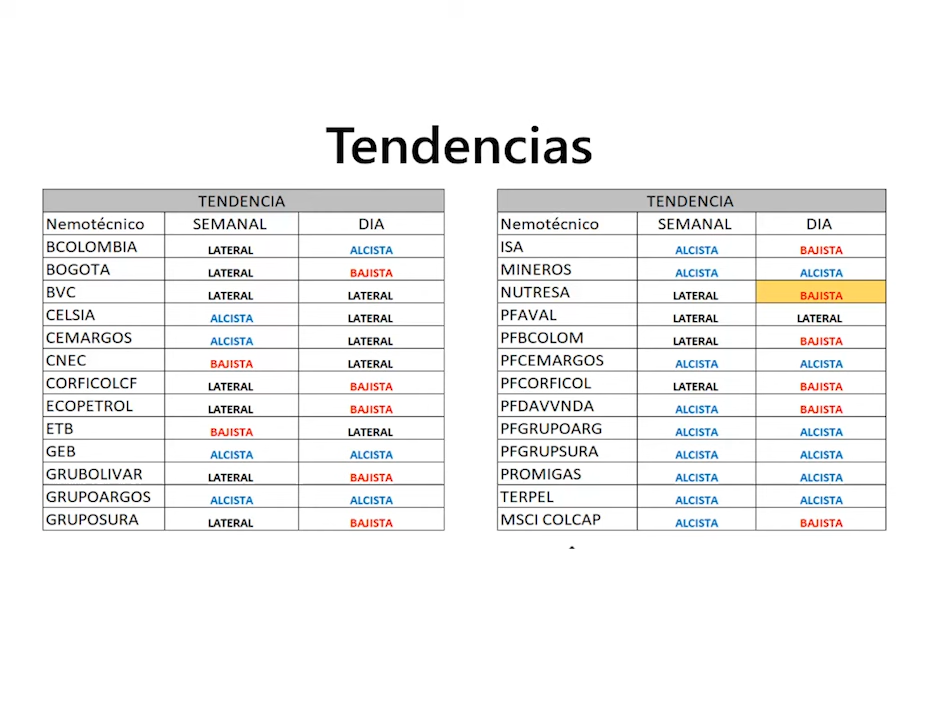 Tendencias
TENDENCIA
Nemotécnico SEMANAL DIA
BCOLOMBIA LATERAL ALCISTA
BOGOTA LATERAL BAJISTA
BVC LATERAL LATERAL
CELSIA ALCISTA LATERAL
CEMARGOS ALCISTA LATERAL
CNEC BAJISTA LATERAL
CORFICOLCF LATERAL BAJISTA
ECOPETROL LATERAL BAJISTA
ETB BAJISTA LATERAL
GEB ALCISTA ALCISTA
GRUBOLIVAR LATERAL BAJISTA
GRUPOARGOS ALCISTA ALCISTA
GRUPOSURA LATERAL BAJISTA
TENDENCIA
Nemotécnico SEMANAL DIA
ISA ALCISTA BAJISTA
MINEROS ALCISTA ALCISTA
NUTRESA LATERAL BAJISTA
PFAVAL LATERAL LATERAL
PFBCOLOM LATERAL BAJISTA
PFCEMARGOS ALCISTA ALCISTA
PFCORFICOL LATERAL BAJISTA
PFDAVVNDA ALCISTA BAJISTA
PFGRUPOARG ALCISTA ALCISTA
PFGRUPSURA ALCISTA ALCISTA
PROMIGAS ALCISTA ALCISTA
TERPEL ALCISTA ALCISTA
MSCI COLCAP ALCISTA BAJISTA